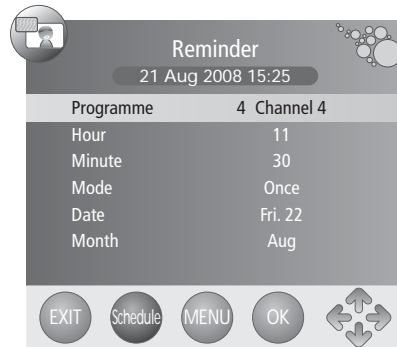 Reminder
21 Aug 2008 15:25
Programme 4 Channel 4
Hour 11
Minute 30
Mode Once
Date Fri. 22
Month Aug
EXIT Schedule MENU OK